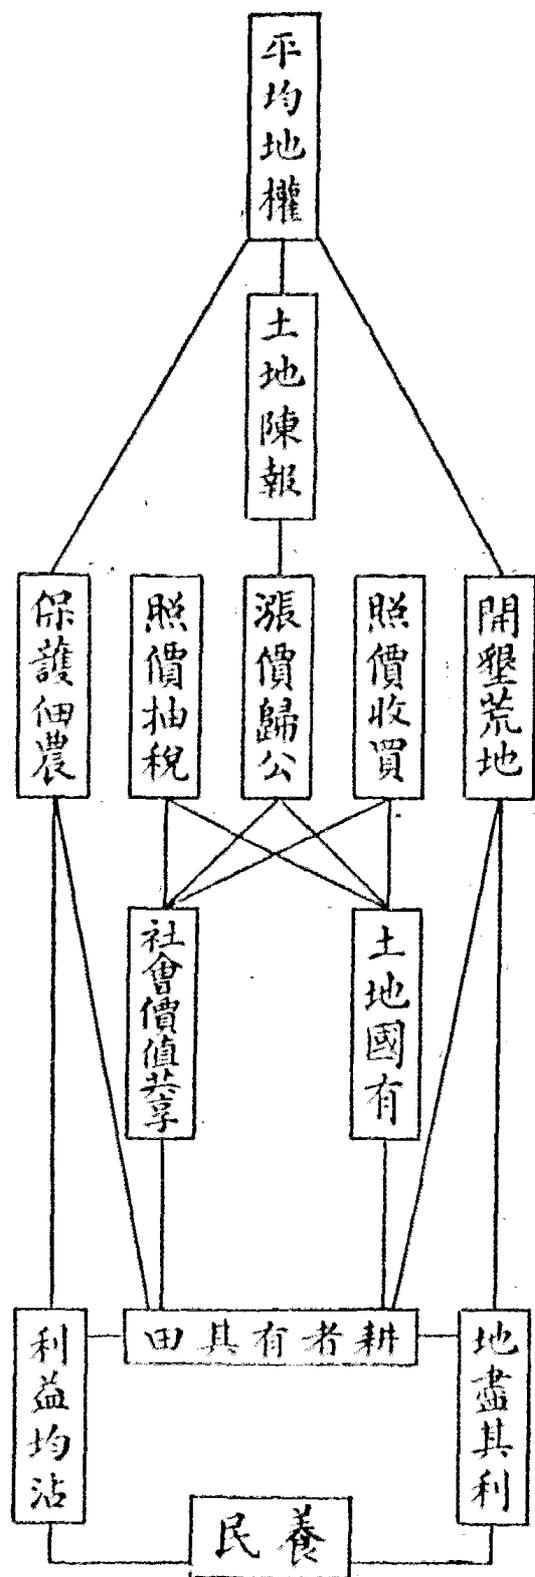 平均地權
土地陳報
開墾荒地
照價收買
漲價歸公
照價抽稅
保護佃農
土地國有
社會價值共享
地盡其利
耕者有其田
利益均沾
養民